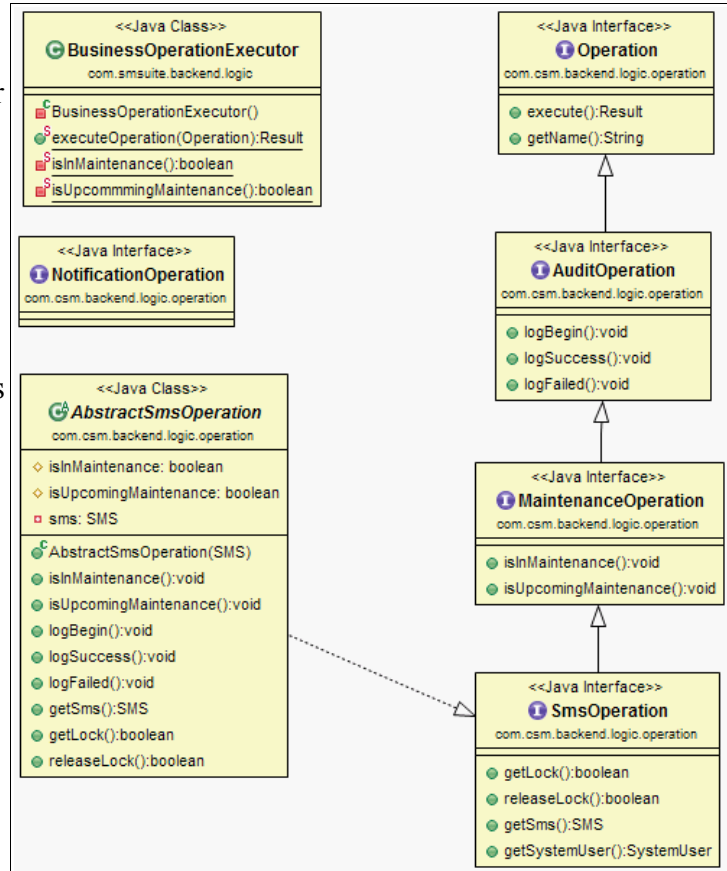 <<Java Class>>
BusinessOperationExecutor
com.smsuite.backend.logic
BusinessOperationExecutor()
executeOperation(Operation):Result
isInMaintenance():boolean
isUpcommmingMaintenance():boolean
<<Java Interface>>
NotificationOperation
com.csm.backend.logic.operation
<<Java Class>>
AbstractSmsOperation
com.csm.backend.logic.operation
isInMaintenance: boolean
isUpcomingMaintenance: boolean
sms: SMS
AbstractSmsOperation(SMS)
isInMaintenance():void
isUpcomingMaintenance():void
logBegin():void
logSuccess():void
logFailed():void
getSms():SMS
getLock():boolean
releaseLock():boolean
<<Java Interface>>
Operation
com.csm.backend.logic.operation
execute():Result
getName():String
<<Java Interface>>
AuditOperation
com.csm.backend.logic.operation
logBegin():void
logSuccess():void
logFailed():void
<<Java Interface>>
MaintenanceOperation
com.csm.backend.logic.operation
isInMaintenance():void
isUpcomingMaintenance():void
<<Java Interface>>
SmsOperation
com.csm.backend.logic.operation
getLock():boolean
releaseLock():boolean
getSms():SMS
getSystemUser():SystemUser